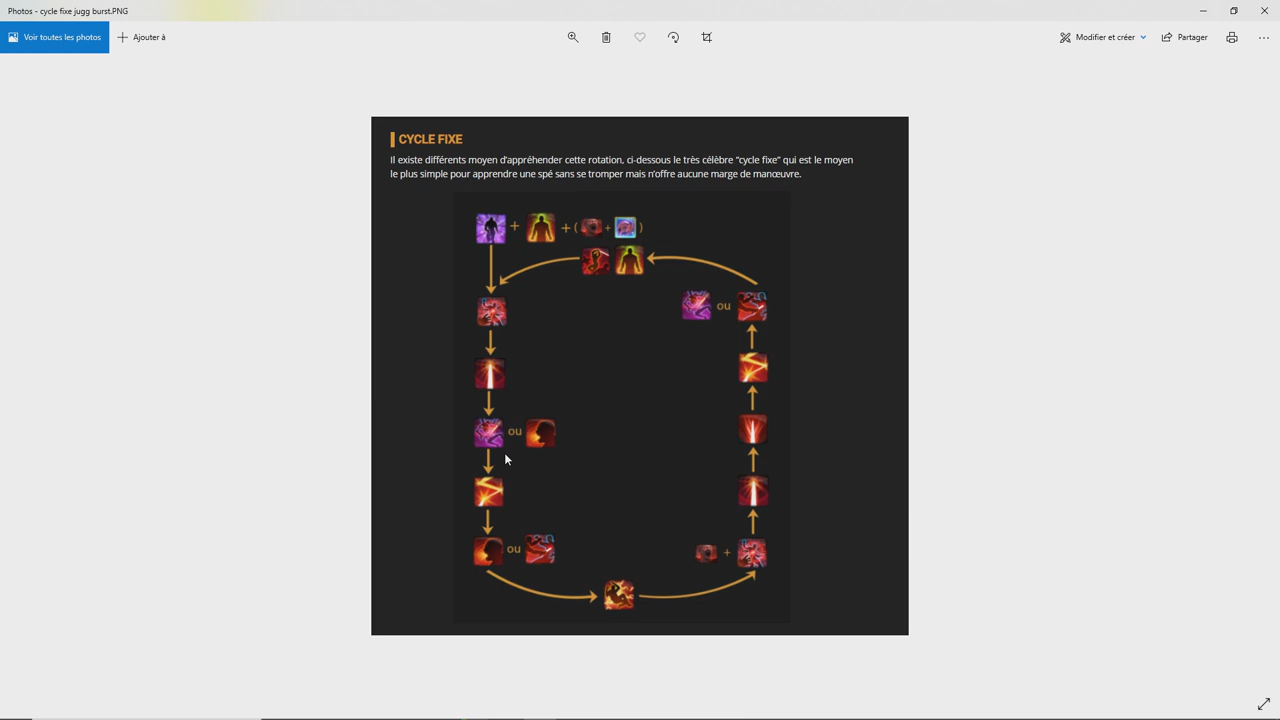 Photos - cycle fixe jugg burst.PNG
Voir toutes les photos
Ajouter à
Modifier et créer
Partager
CYCLE FIXE
Il existe différents moyen d'appréhender cette rotation, ci-dessous le très célèbre "cycle fixe" qui est le moyen
le plus simple pour apprendre une spé sans se tromper mais n'offre aucune marge de manœuvre.
+ + ( + )
ou
ou
ou
+